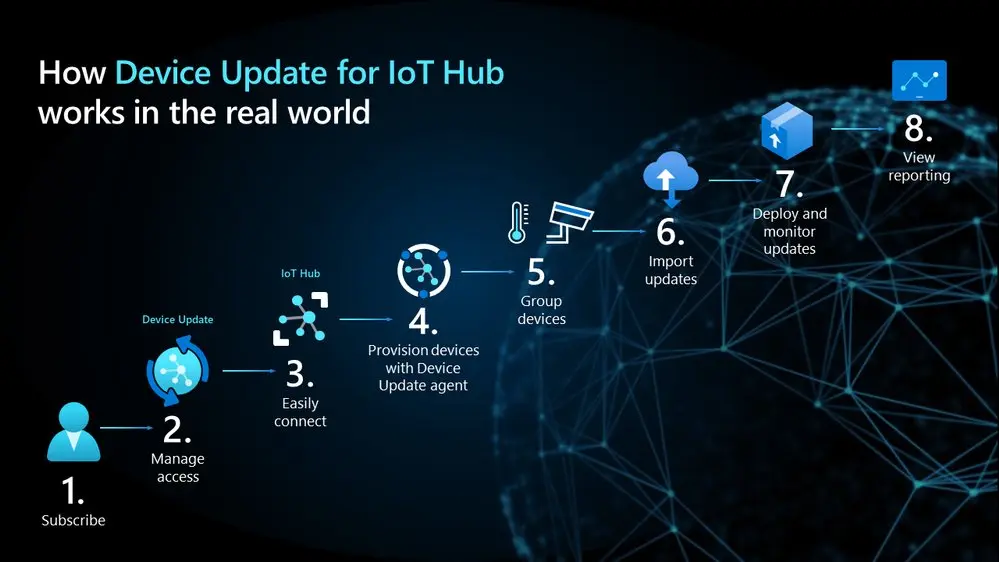 How Device Update for IoT Hub
works in the real world
1.
Subscribe
Device Update
2.
Manage
access
IoT Hub
3.
Easily
connect
4.
Provision devices
with Device
Update agent
5.
Group
devices
6.
Import
updates
7.
Deploy and
monitor
updates
8.
View
reporting